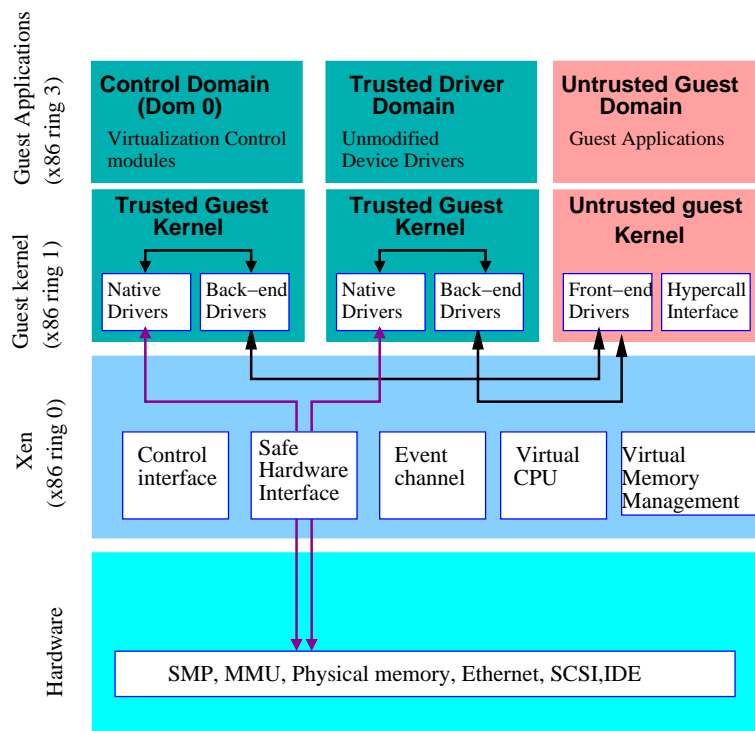 Guest Applications
(x86 ring 3)
Control Domain
(Dom 0)
Virtualization Control
modules
Trusted Driver
Domain
Unmodified
Device Drivers
Untrusted Guest
Domain
Guest Applications
Guest kernel
(x86 ring 1)
Trusted Guest
Kernel
Native
Drivers
Back−end
Drivers
Trusted Guest
Kernel
Native
Drivers
Back−end
Drivers
Untrusted guest
Kernel
Front−end
Drivers
Hypercall
Interface
Xen
(x86 ring 0)
Control
interface
Safe
Hardware
Interface
Event
channel
Virtual
CPU
Virtual
Memory
Management
Hardware
SMP, MMU, Physical memory, Ethernet, SCSI,IDE